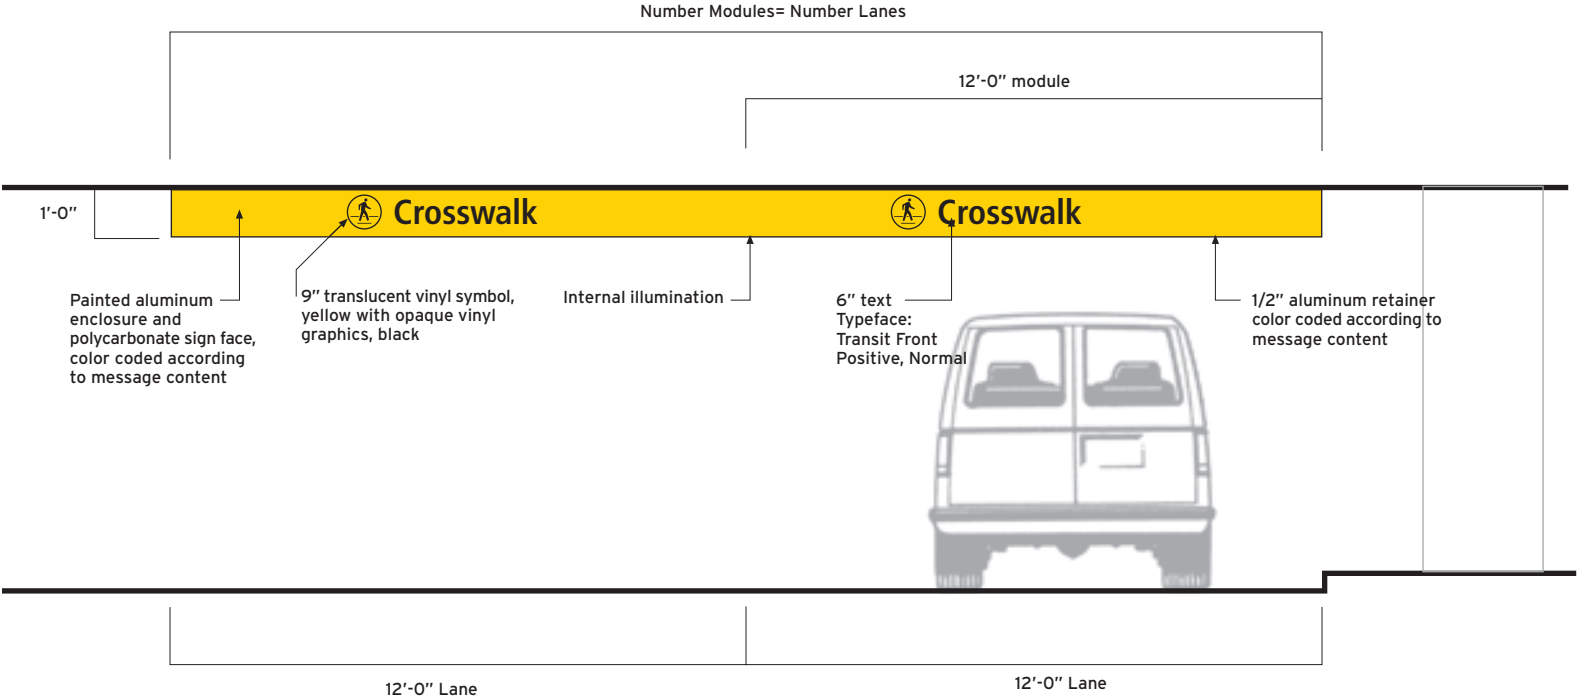 Number Modules= Number Lanes
12’-0” module
1’-0”
Crosswalk
Crosswalk
Painted aluminum
enclosure and
polycarbonate sign face,
color coded according
to message content
9” translucent vinyl symbol,
yellow with opaque vinyl
graphics, black
Internal illumination
6” text
Typeface:
Transit Front
Positive, Normal
1/2” aluminum retainer
color coded according to
message content
12’-0” Lane
12’-0” Lane